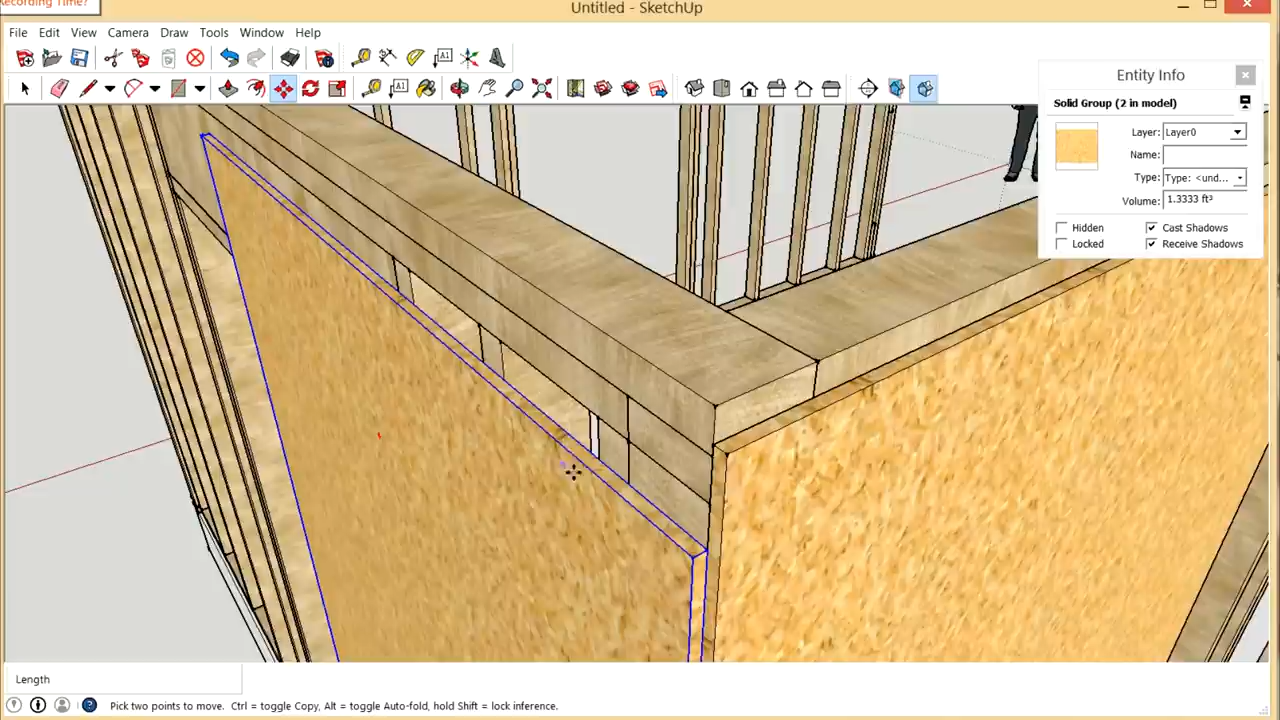 Recording Time?
Untitled - SketchUp
File Edit View Camera Draw Tools Window Help
A1
A1
Entity Info
Solid Group (2 in model)
Layer: Layer0
Name:
Type: Type: <und...
Volume: 1.3333 ft³
Hidden Cast Shadows
Locked Receive Shadows
Length
Pick two points to move. Ctrl = toggle Copy, Alt = toggle Auto-fold, hold Shift = lock inference.